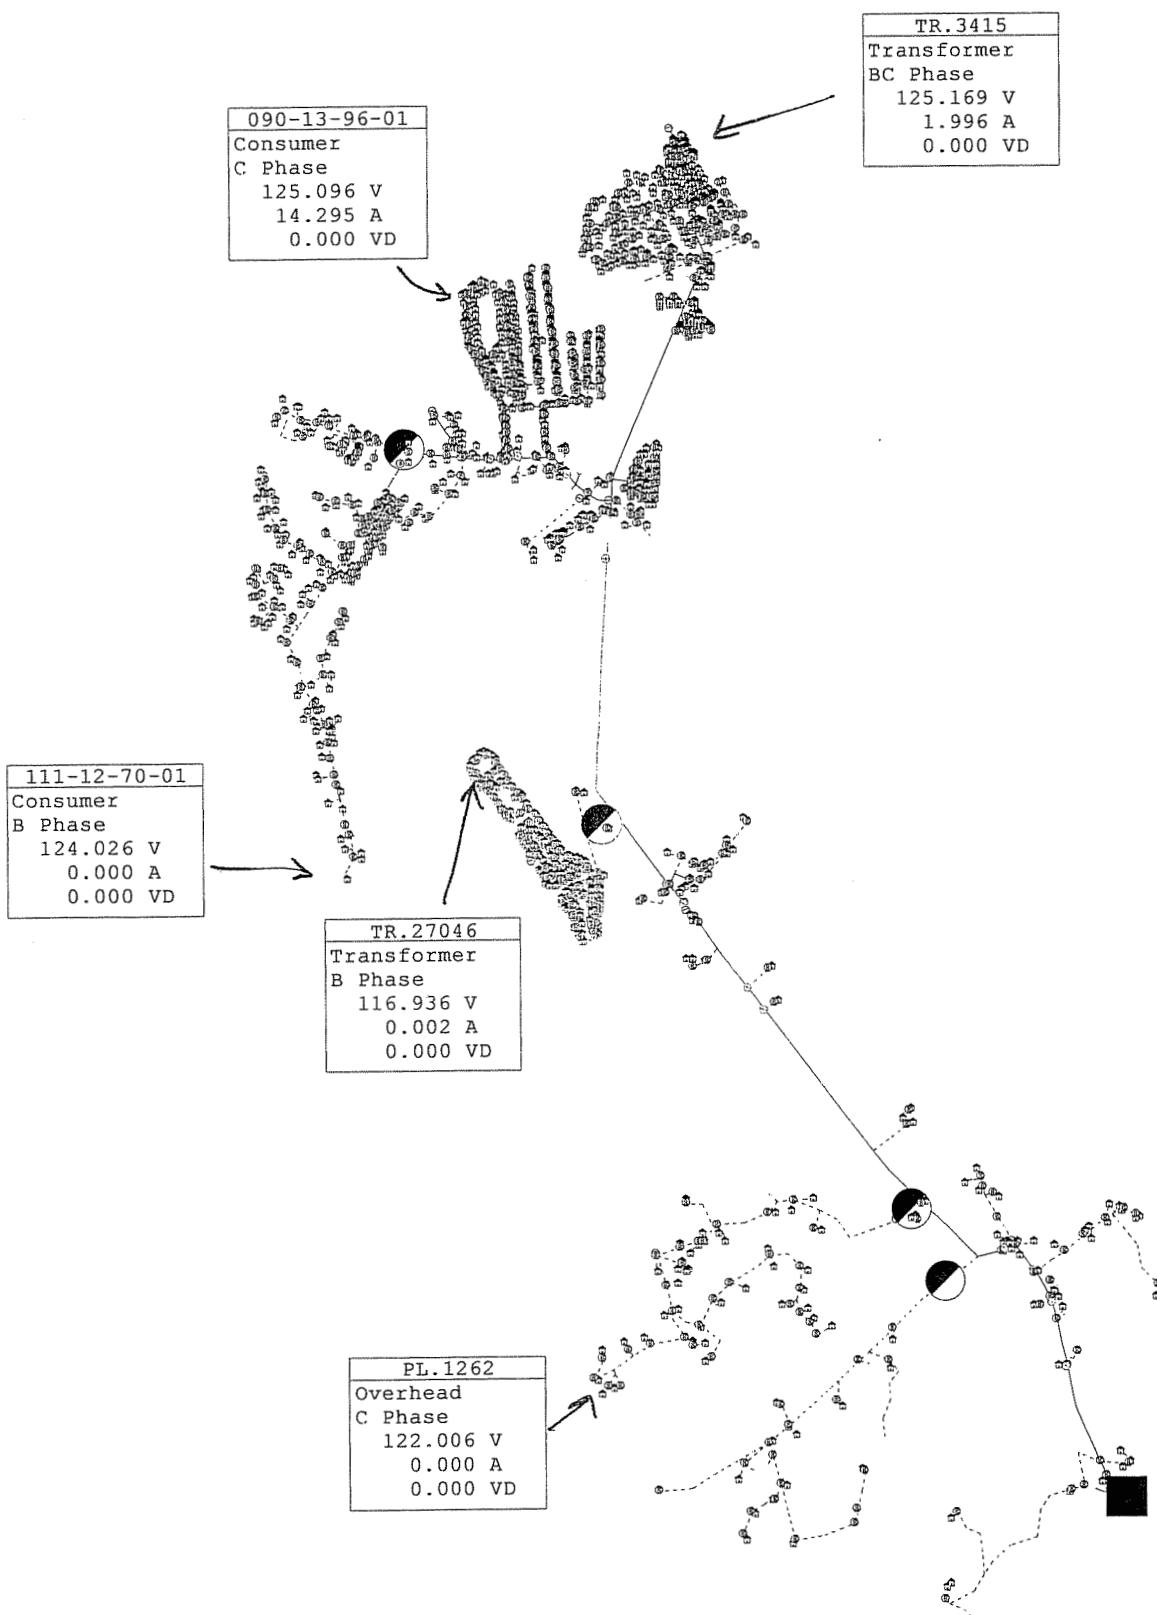 TR.3415
Transformer
BC Phase
125.169 V
1.996 A
0.000 VD
090-13-96-01
Consumer
C Phase
125.096 V
14.295 A
0.000 VD
111-12-70-01
Consumer
B Phase
124.026 V
0.000 A
0.000 VD
TR.27046
Transformer
B Phase
116.936 V
0.002 A
0.000 VD
PL.1262
Overhead
C Phase
122.006 V
0.000 A
0.000 VD